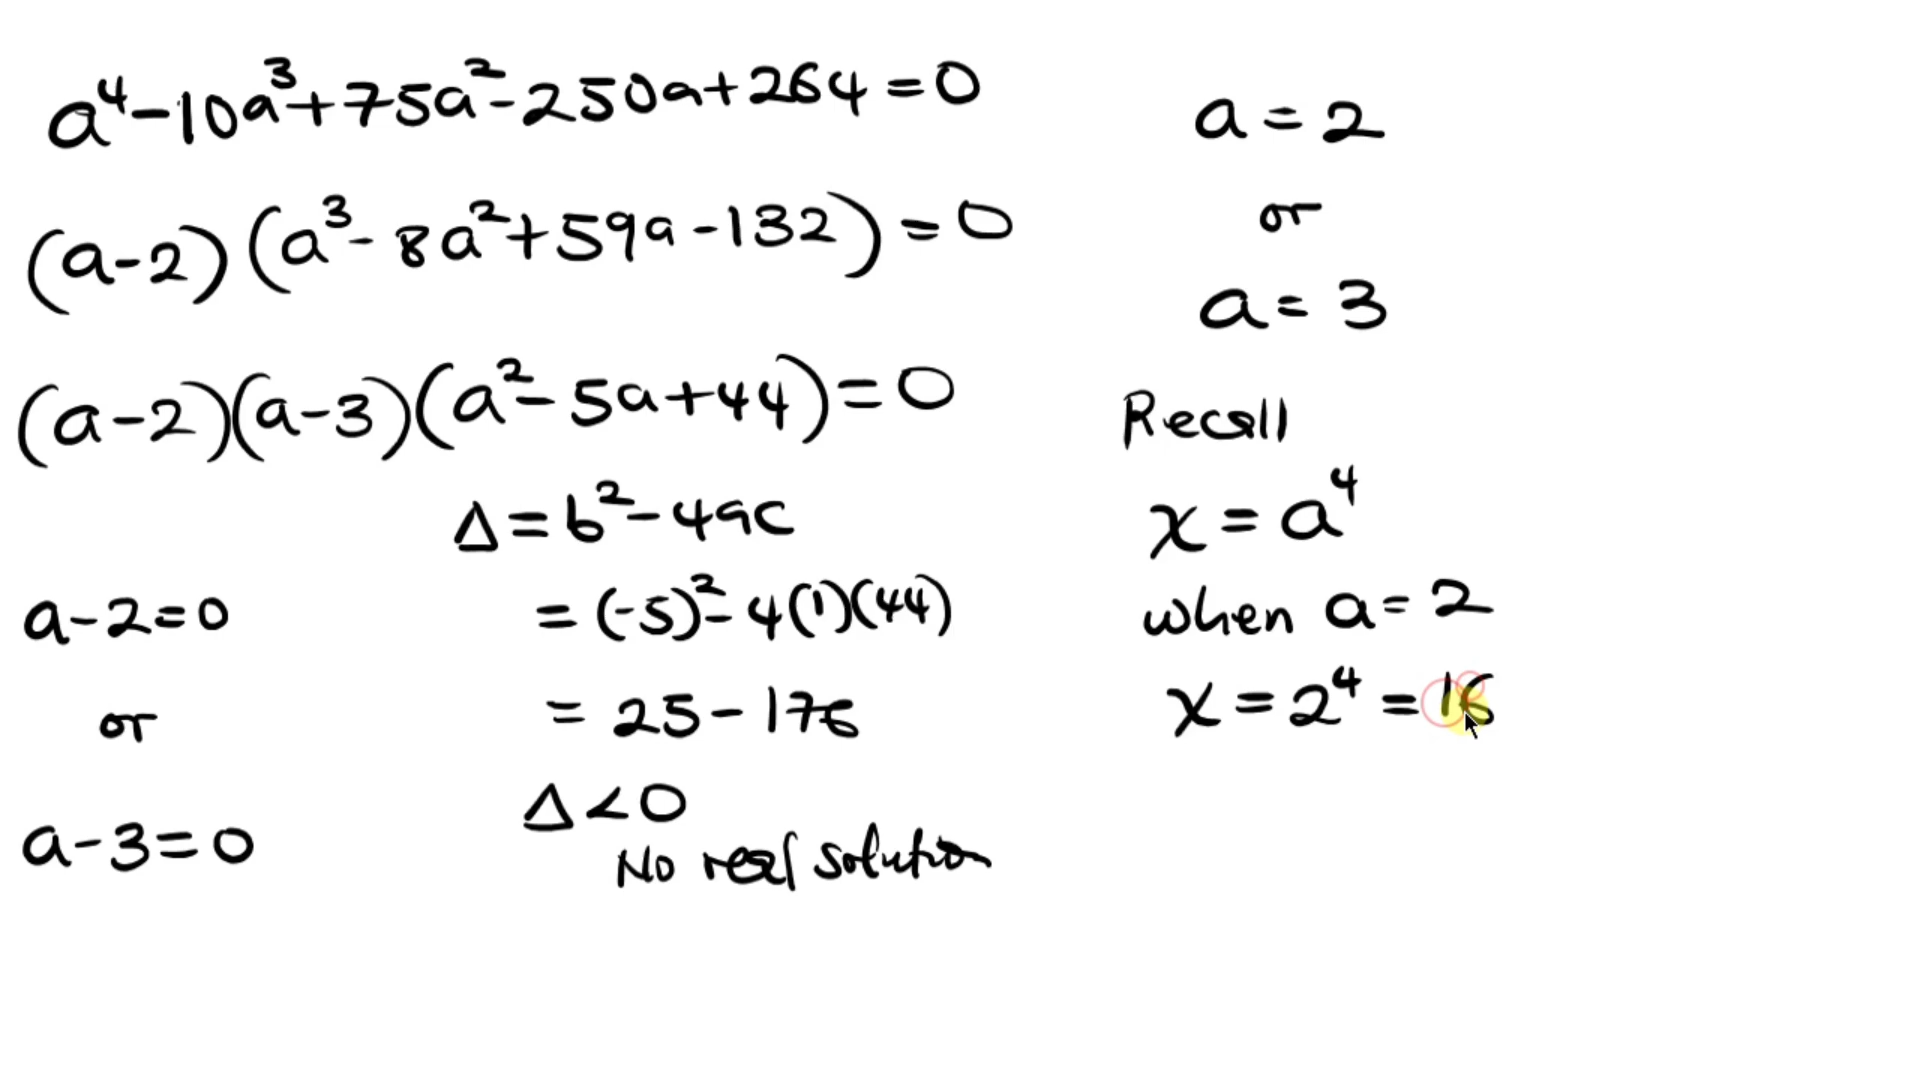 a⁴-10a³+75a²-250a+264=0
(a-2)(a³-8a²+59a-132)=0
(a-2)(a-3)(a²-5a+44)=0
Δ=b²-4ac
a-2=0
=(-5)²-4(1)(44)
or
=25-176
Δ<0
No real solution
a-3=0
a=2
or
a=3
Recall
x=a⁴
when a=2
x=2⁴=16